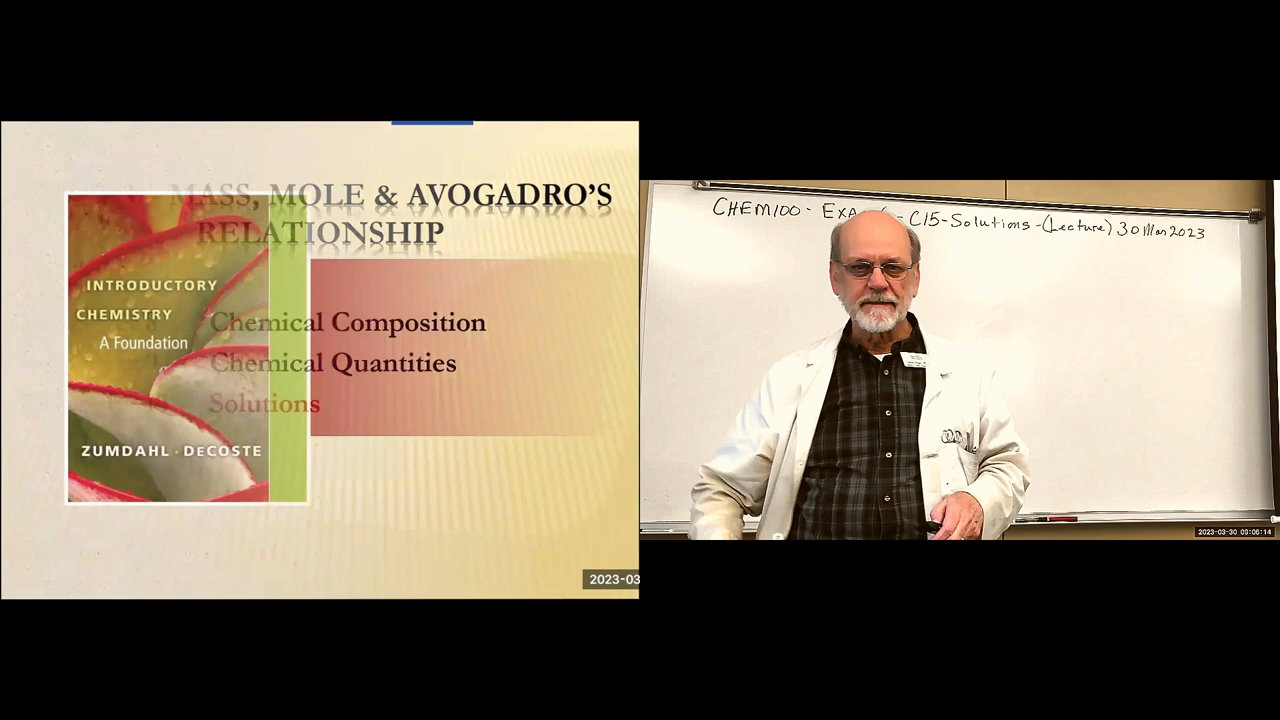 MASS, MOLE & AVOGADRO'S
RELATIONSHIP
INTRODUCTORY
CHEMISTRY
A Foundation
ZUMDAHL · DECOSTE
Chemical Composition
Chemical Quantities
Solutions
2023-03
CHEM100 - EXA - C15-Solutions - (Lecture) 30 Mar 2023
2023-03-30 09:06:14